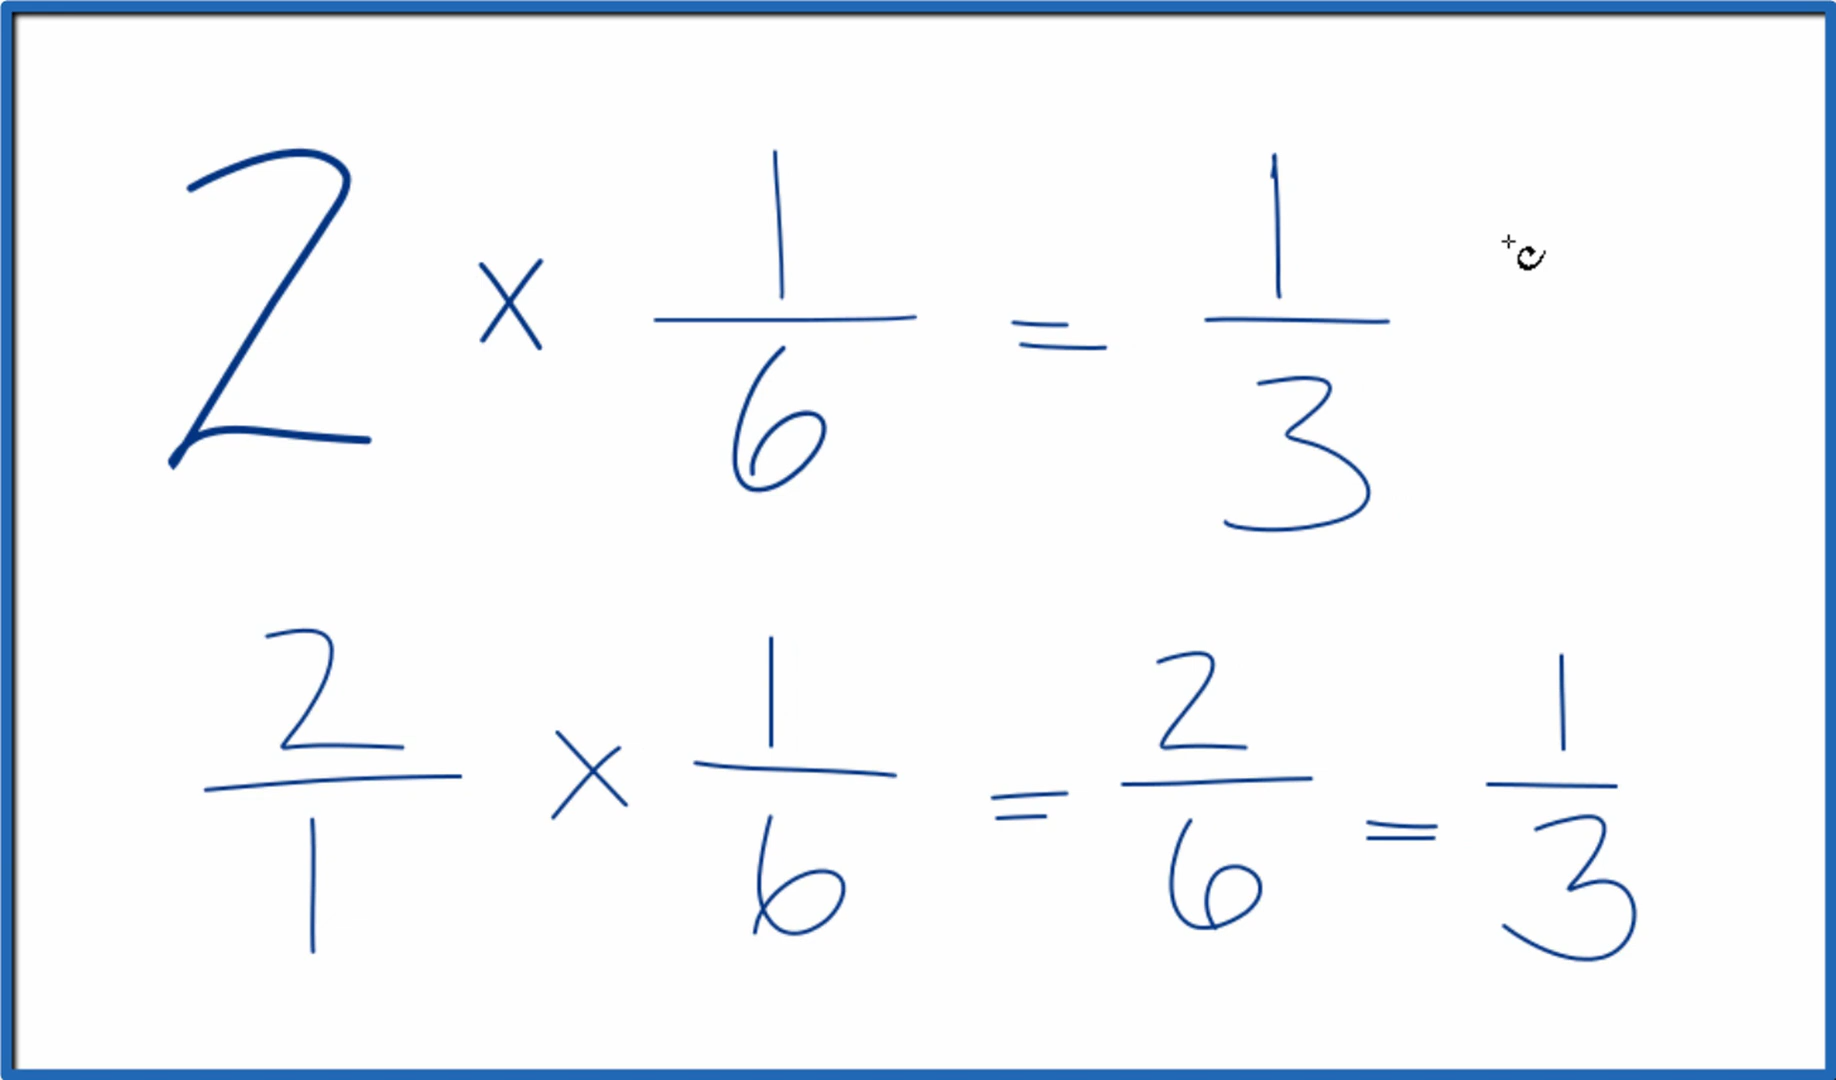 2 × 1/6 = 1/3
2/1 × 1/6 = 2/6 = 1/3